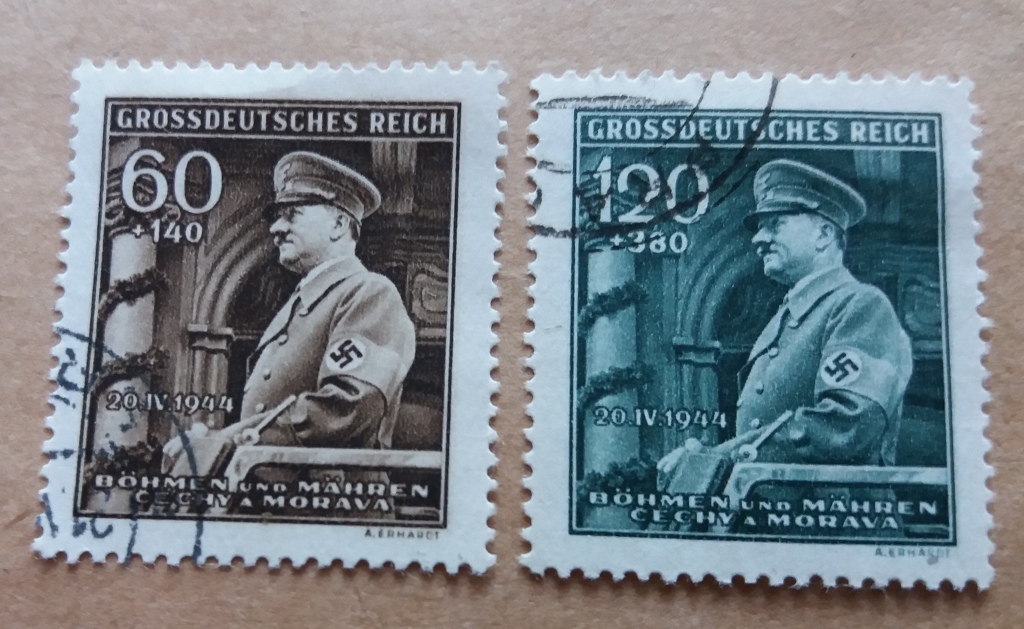 GROSSDEUTSCHES REICH
60
+140
20.IV.1944
BÖHMEN UND MÄHREN
ČECHY A MORAVA
A.ERHARDT
GROSSDEUTSCHES REICH
120
+380
20.IV.1944
BÖHMEN UND MÄHREN
ČECHY A MORAVA
A.ERHARDT